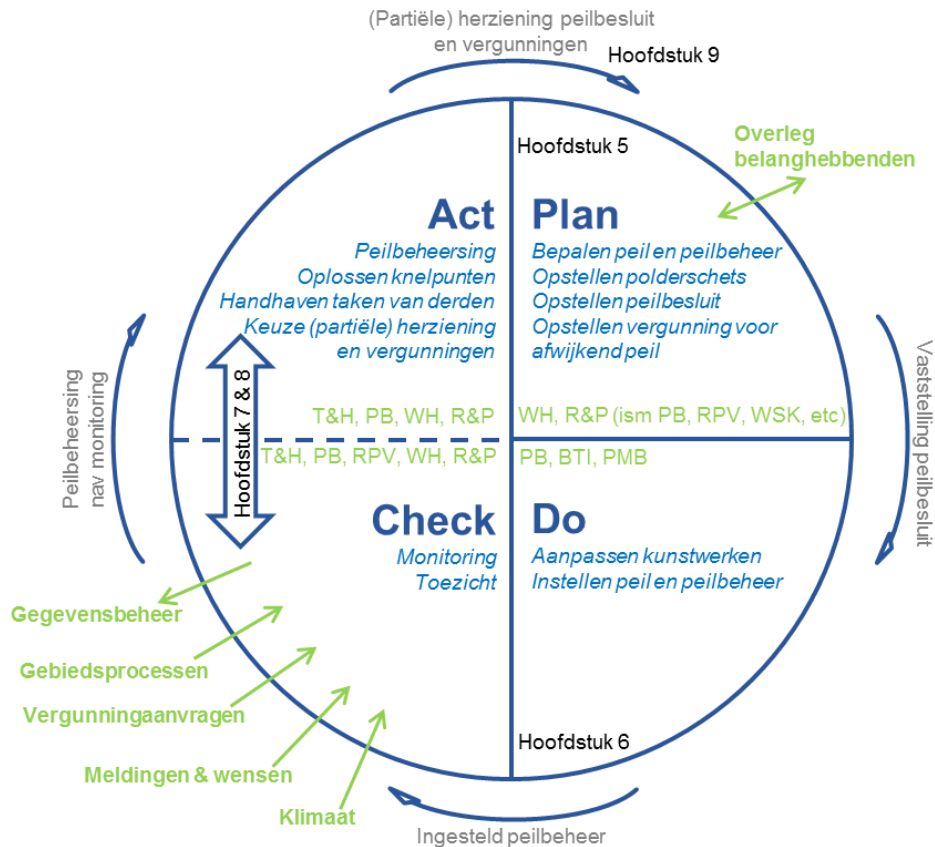 (Partiële) herziening peilbesluit
en vergunningen
Hoofdstuk 9
Hoofdstuk 5
Overleg
belanghebbenden
Act
Peilbeheersing
Oplossen knelpunten
Handhaven taken van derden
Keuze (partiële) herziening
en vergunningen
T&H, PB, WH, R&P
Plan
Bepalen peil en peilbeheer
Opstellen polderschets
Opstellen peilbesluit
Opstellen vergunning voor
afwijkend peil
WH, R&P (ism PB, RPV, WSK, etc)
Vaststelling peilbesluit
Peilbeheersing
nav monitoring
Hoofdstuk 7 & 8
T&H, PB, RPV, WH, R&P
Check
Monitoring
Toezicht
PB, BTI, PMB
Do
Aanpassen kunstwerken
Instellen peil en peilbeheer
Gegevensbeheer
Gebiedsprocessen
Vergunningaanvragen
Meldingen & wensen
Klimaat
Hoofdstuk 6
Ingesteld peilbeheer